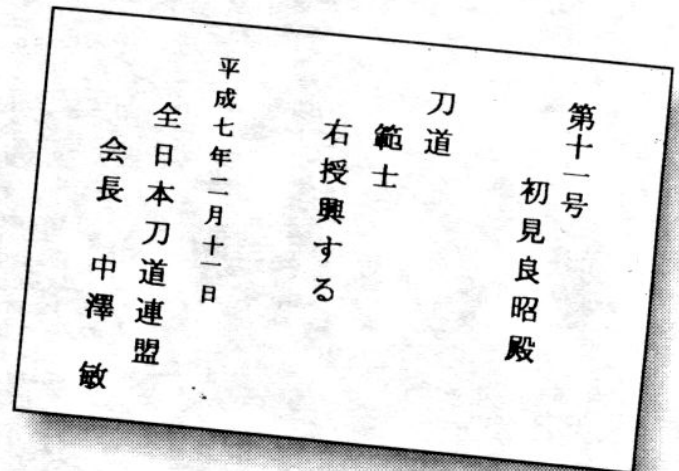 第十一号
初見良昭殿
刀道
範士
右授興する
平成七年二月十一日
全日本刀道連盟
会長 中澤 敏